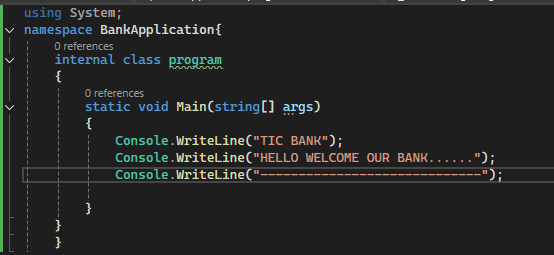 using System;
namespace BankApplication{
0 references
internal class program
{
0 references
static void Main(string[] args)
{
Console.WriteLine("TIC BANK");
Console.WriteLine("HELLO WELCOME OUR BANK......");
Console.WriteLine("-----------------------------");
}
}
}